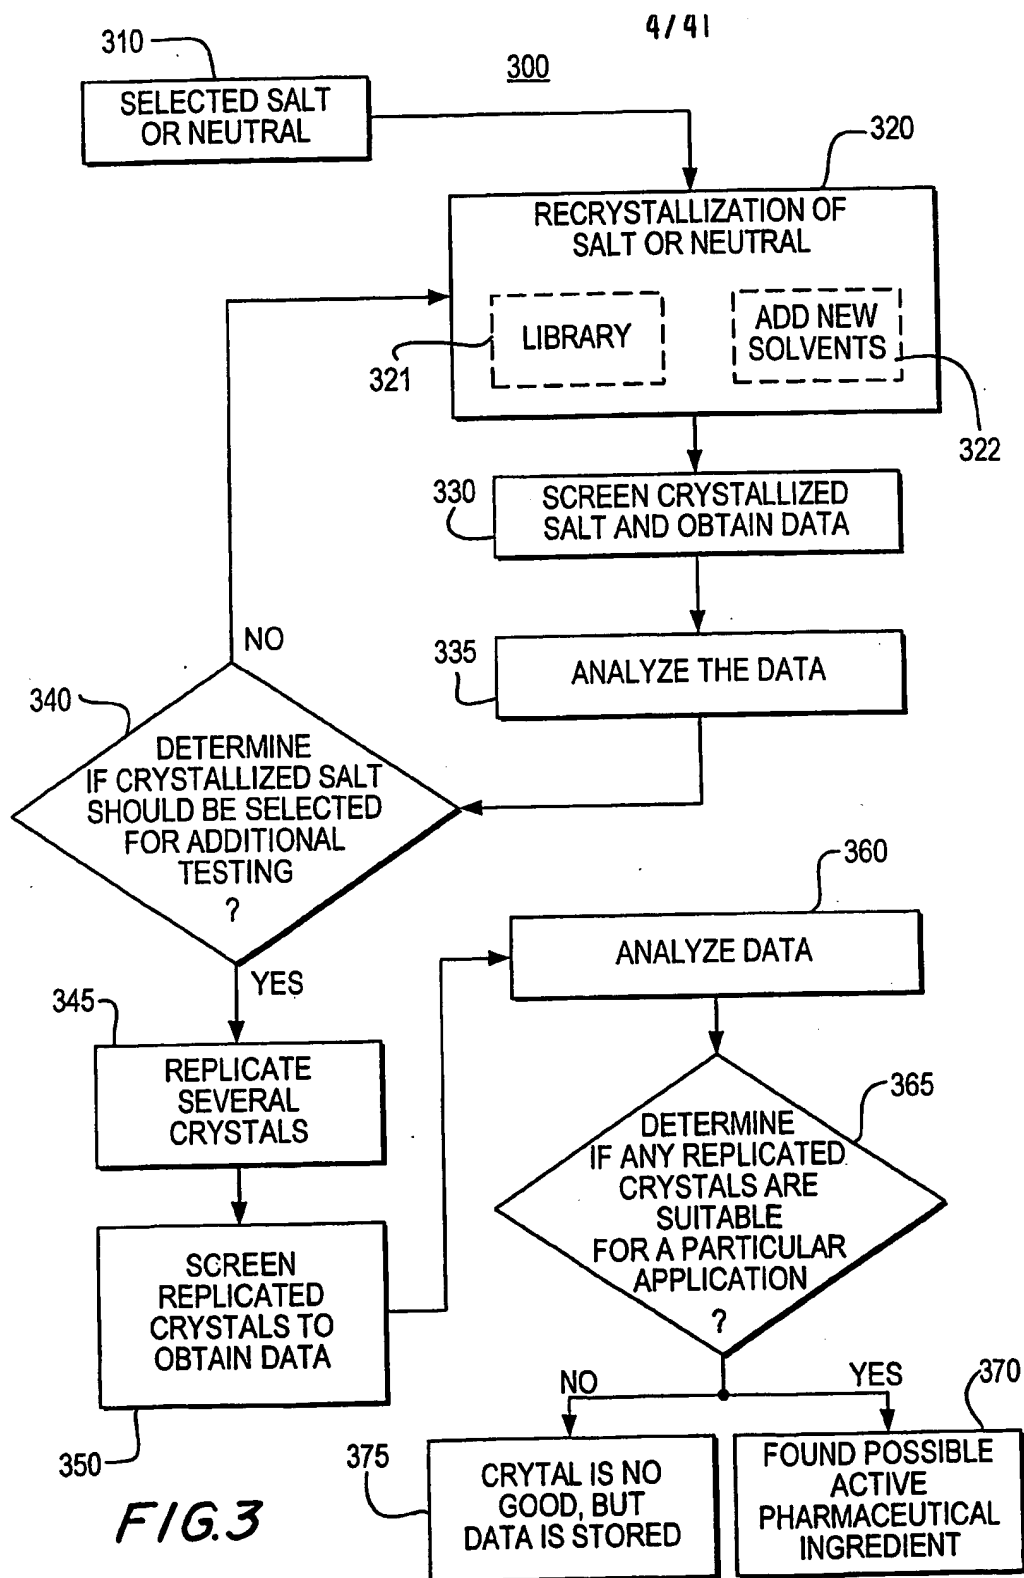 4/41
300
310
SELECTED SALT
OR NEUTRAL
320
RECRYSTALLIZATION OF
SALT OR NEUTRAL
LIBRARY
321
ADD NEW
SOLVENTS
322
330
SCREEN CRYSTALLIZED
SALT AND OBTAIN DATA
335
ANALYZE THE DATA
NO
340
DETERMINE
IF CRYSTALLIZED SALT
SHOULD BE SELECTED
FOR ADDITIONAL
TESTING
?
YES
345
REPLICATE
SEVERAL
CRYSTALS
SCREEN
REPLICATED
CRYSTALS TO
OBTAIN DATA
350
360
ANALYZE DATA
365
DETERMINE
IF ANY REPLICATED
CRYSTALS ARE
SUITABLE
FOR A PARTICULAR
APPLICATION
?
NO
YES
375
CRYTAL IS NO
GOOD, BUT
DATA IS STORED
370
FOUND POSSIBLE
ACTIVE
PHARMACEUTICAL
INGREDIENT
FIG.3